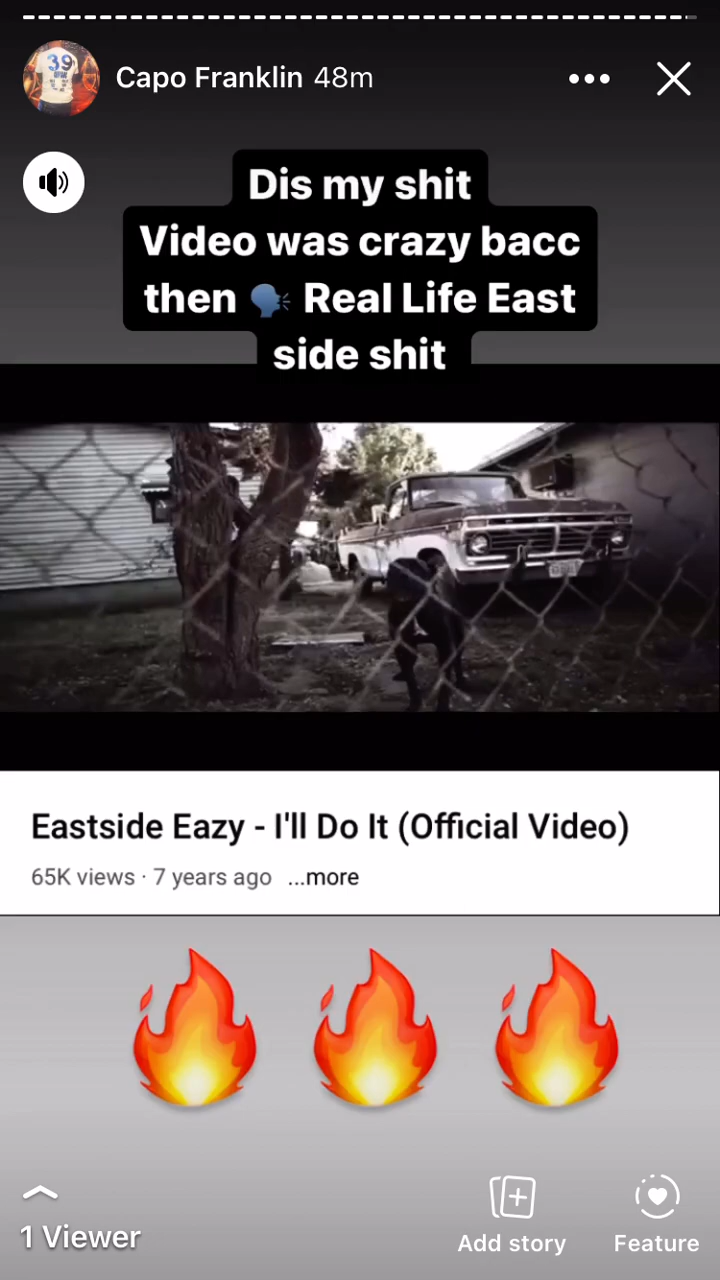 Capo Franklin 48m
Dis my shit
Video was crazy bacc
then 🗣️ Real Life East
side shit
Eastside Eazy - I'll Do It (Official Video)
65K views · 7 years ago ...more
1 Viewer
Add story
Feature